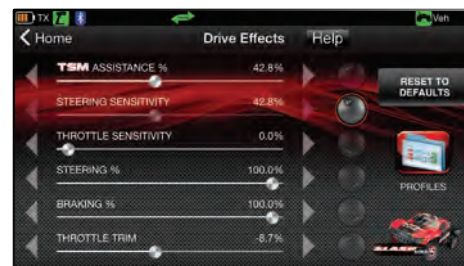 TX Veh
Home Drive Effects Help
TSM ASSISTANCE % 42.8%
STEERING SENSITIVITY 42.8%
RESET TO
DEFAULTS
THROTTLE SENSITIVITY 0.0%
STEERING % 100.0%
PROFILES
BRAKING % 100.0%
THROTTLE TRIM -8.7%
SLASH